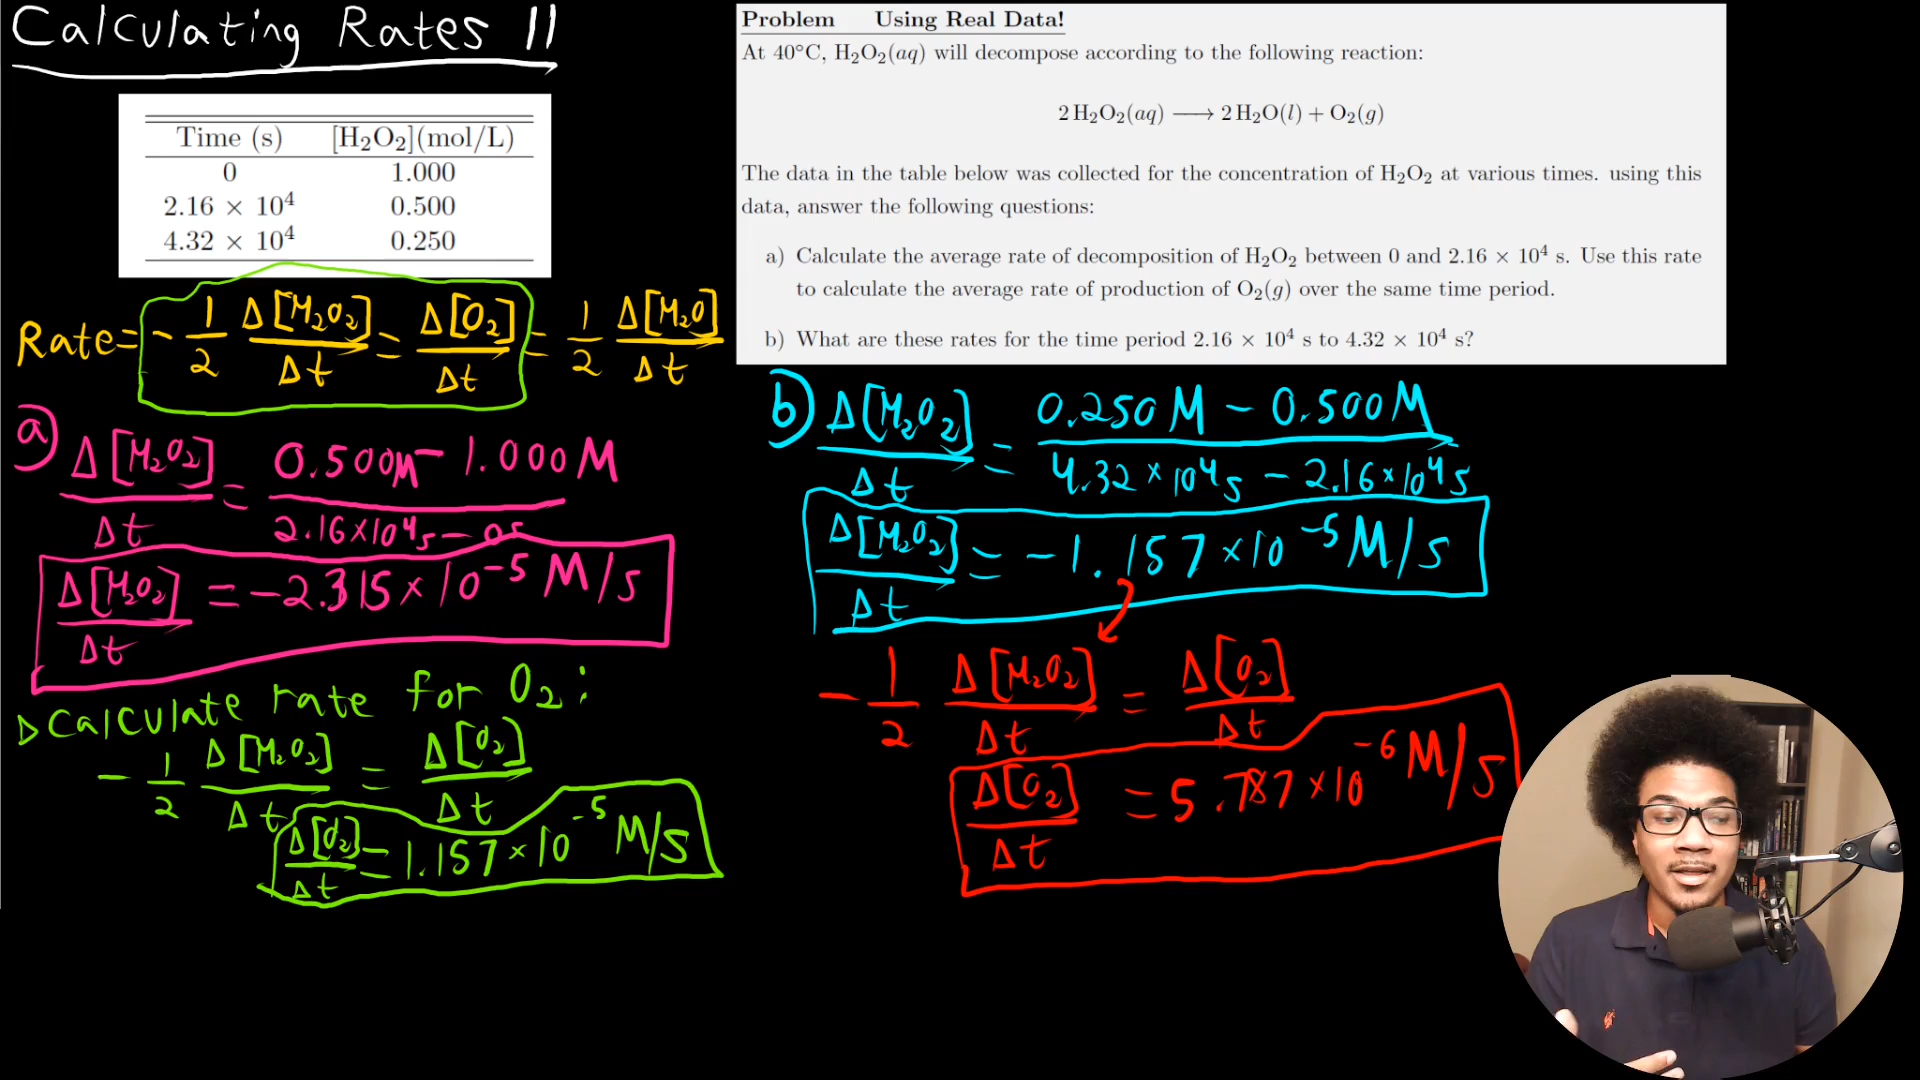 Calculating Rates II
Time (s) [H₂O₂](mol/L)
0 1.000
2.16 × 10⁴ 0.500
4.32 × 10⁴ 0.250
Rate = -1/2 Δ[H₂O₂]/Δt = Δ[O₂]/Δt = 1/2 Δ[H₂O]/Δt
a) Δ[H₂O₂]/Δt = (0.500M - 1.000M)/(2.16×10⁴s - 0s)
Δ[H₂O₂]/Δt = -2.315×10⁻⁵ M/s
▷Calculate rate for O₂:
-1/2 Δ[H₂O₂]/Δt = Δ[O₂]/Δt
Δ[O₂]/Δt = 1.157×10⁻⁵ M/s
Problem Using Real Data!
At 40°C, H₂O₂(aq) will decompose according to the following reaction:
2 H₂O₂(aq) ⟶ 2 H₂O(l) + O₂(g)
The data in the table below was collected for the concentration of H₂O₂ at various times. using this
data, answer the following questions:
a) Calculate the average rate of decomposition of H₂O₂ between 0 and 2.16 × 10⁴ s. Use this rate
to calculate the average rate of production of O₂(g) over the same time period.
b) What are these rates for the time period 2.16 × 10⁴ s to 4.32 × 10⁴ s?
b) Δ[H₂O₂]/Δt = (0.250M - 0.500M)/(4.32×10⁴s - 2.16×10⁴s)
Δ[H₂O₂]/Δt = -1.157×10⁻⁵ M/s
-1/2 Δ[H₂O₂]/Δt = Δ[O₂]/Δt
Δ[O₂]/Δt = 5.787×10⁻⁶ M/s